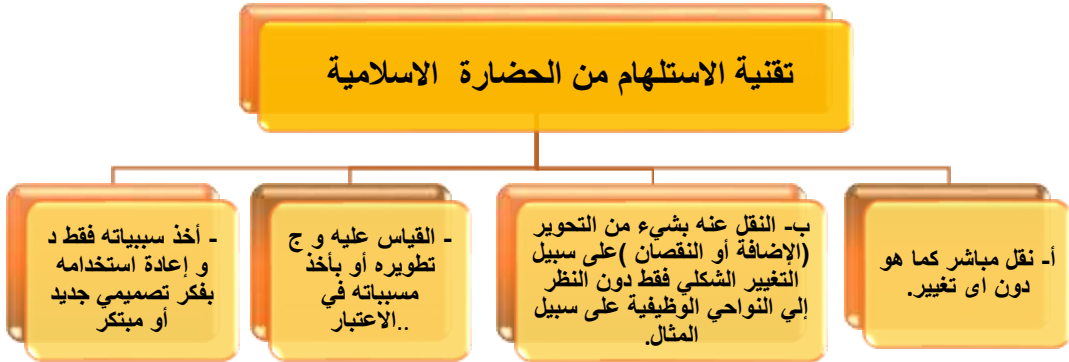 تقنية الاستلهام من الحضارة الاسلامية
أ- نقل مباشر كما هو
دون اى تغيير.
ب- النقل عنه بشيء من التحوير
(الإضافة أو النقصان )على سبيل
التغيير الشكلي فقط دون النظر
إلي النواحي الوظيفية على سبيل
المثال.
- القياس عليه و ج
تطويره أو بأخذ
مسبباته في
الاعتبار..
- أخذ سببياته فقط د
و إعادة استخدامه
بفكر تصميمي جديد
أو مبتكر